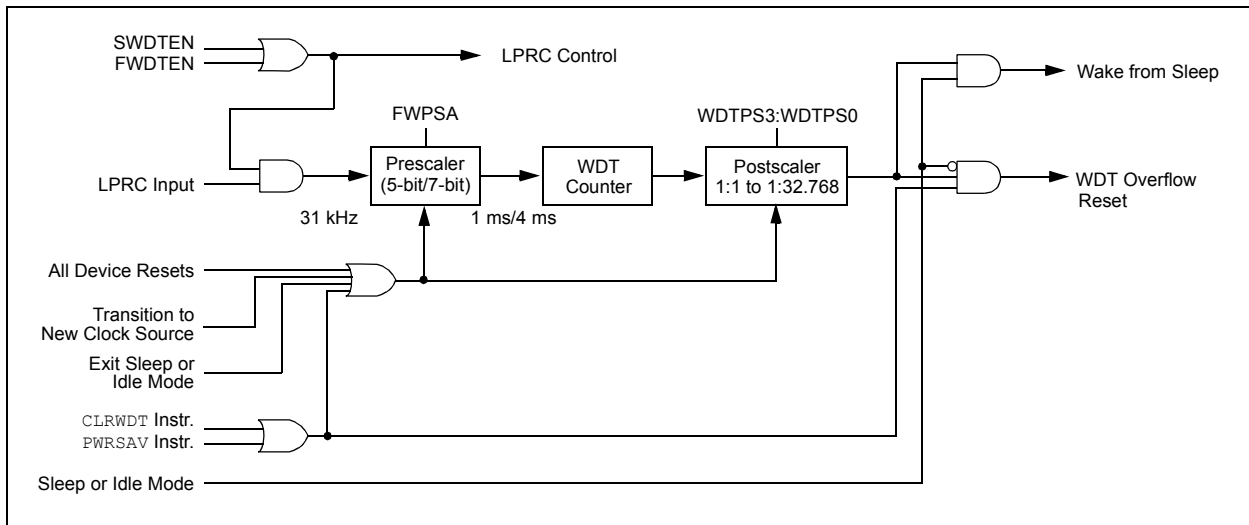 SWDTEN
FWDTEN
LPRC Control
Wake from Sleep
FWPSA
WDTPS3:WDTPS0
LPRC Input
Prescaler
(5-bit/7-bit)
WDT
Counter
Postscaler
1:1 to 1:32.768
WDT Overflow
Reset
31 kHz
1 ms/4 ms
All Device Resets
Transition to
New Clock Source
Exit Sleep or
Idle Mode
CLRWDT Instr.
PWRSAV Instr.
Sleep or Idle Mode